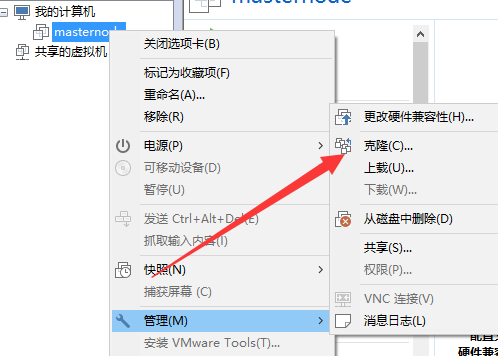 masternode
我的计算机
masternode
共享的虚拟机
关闭选项卡(B)
标记为收藏项(F)
重命名(A)...
移除(R)
电源(P)
可移动设备(D)
暂停(U)
发送 Ctrl+Alt+Del(E)
抓取输入内容(I)
快照(N)
捕获屏幕 (C)
管理(M)
安装 VMware Tools(T)...
更改硬件兼容性(H)...
克隆(C)...
上载(U)...
下载(W)...
从磁盘中删除(D)
共享(S)...
权限(P)...
VNC 连接(V)
消息日志(L)
硬件兼容